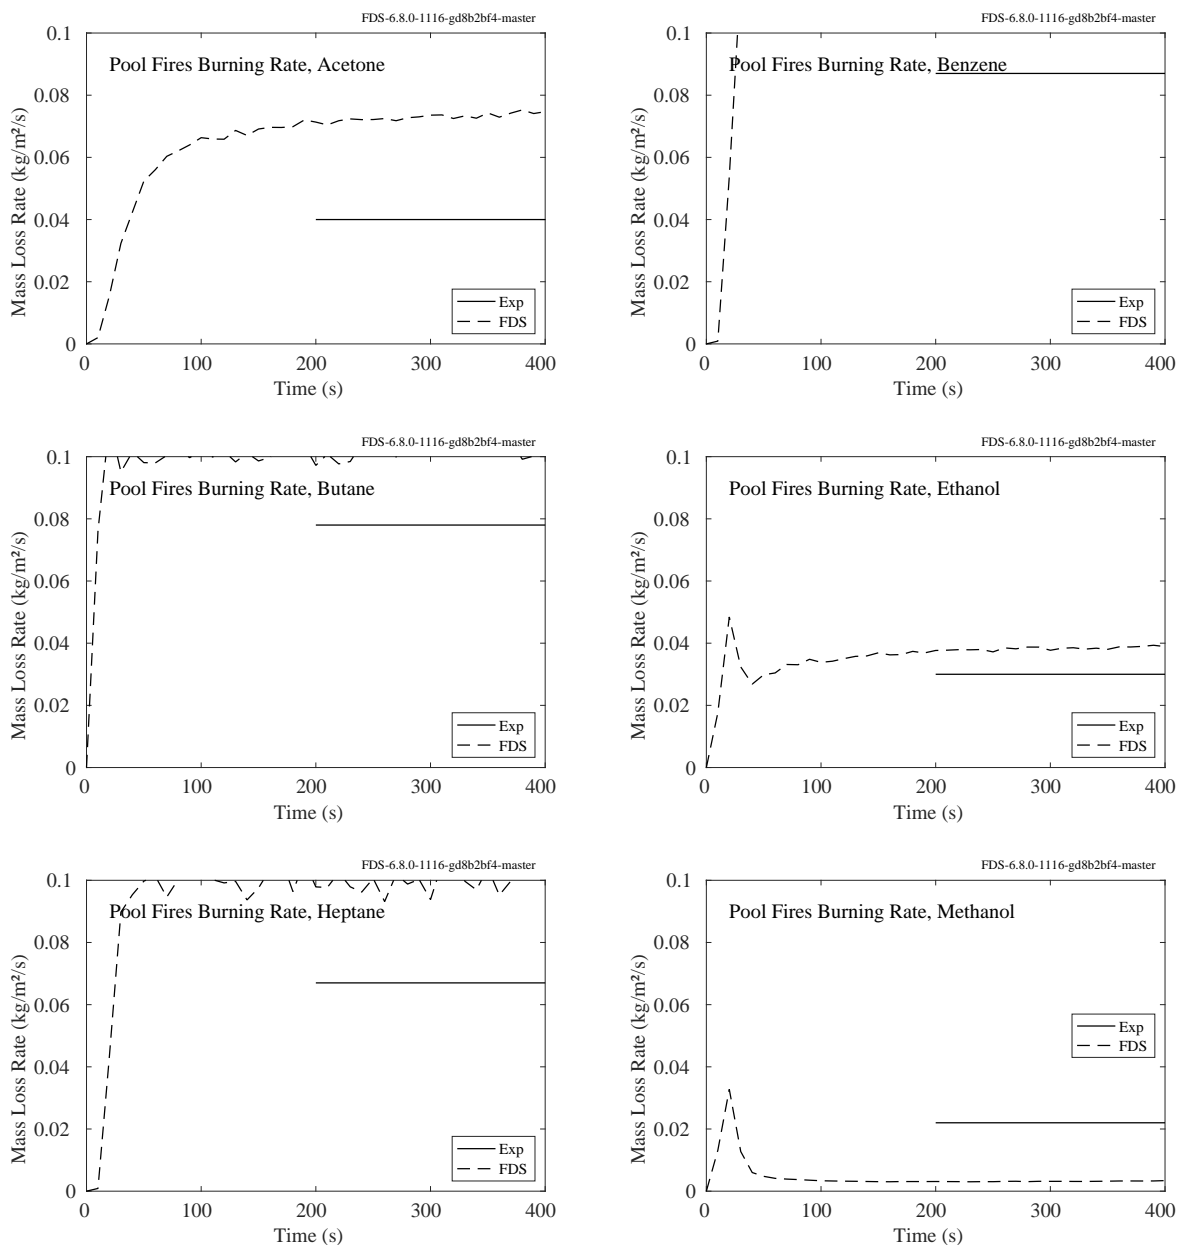 FDS-6.8.0-1116-gd8b2bf4-master
Pool Fires Burning Rate, Acetone
Mass Loss Rate (kg/m²/s)
0.1
0.08
0.06
0.04
0.02
0
0 100 200 300 400
Time (s)
Exp
FDS
FDS-6.8.0-1116-gd8b2bf4-master
Pool Fires Burning Rate, Benzene
Mass Loss Rate (kg/m²/s)
0.1
0.08
0.06
0.04
0.02
0
0 100 200 300 400
Time (s)
Exp
FDS
FDS-6.8.0-1116-gd8b2bf4-master
Pool Fires Burning Rate, Butane
Mass Loss Rate (kg/m²/s)
0.1
0.08
0.06
0.04
0.02
0
0 100 200 300 400
Time (s)
Exp
FDS
FDS-6.8.0-1116-gd8b2bf4-master
Pool Fires Burning Rate, Ethanol
Mass Loss Rate (kg/m²/s)
0.1
0.08
0.06
0.04
0.02
0
0 100 200 300 400
Time (s)
Exp
FDS
FDS-6.8.0-1116-gd8b2bf4-master
Pool Fires Burning Rate, Heptane
Mass Loss Rate (kg/m²/s)
0.1
0.08
0.06
0.04
0.02
0
0 100 200 300 400
Time (s)
Exp
FDS
FDS-6.8.0-1116-gd8b2bf4-master
Pool Fires Burning Rate, Methanol
Mass Loss Rate (kg/m²/s)
0.1
0.08
0.06
0.04
0.02
0
0 100 200 300 400
Time (s)
Exp
FDS